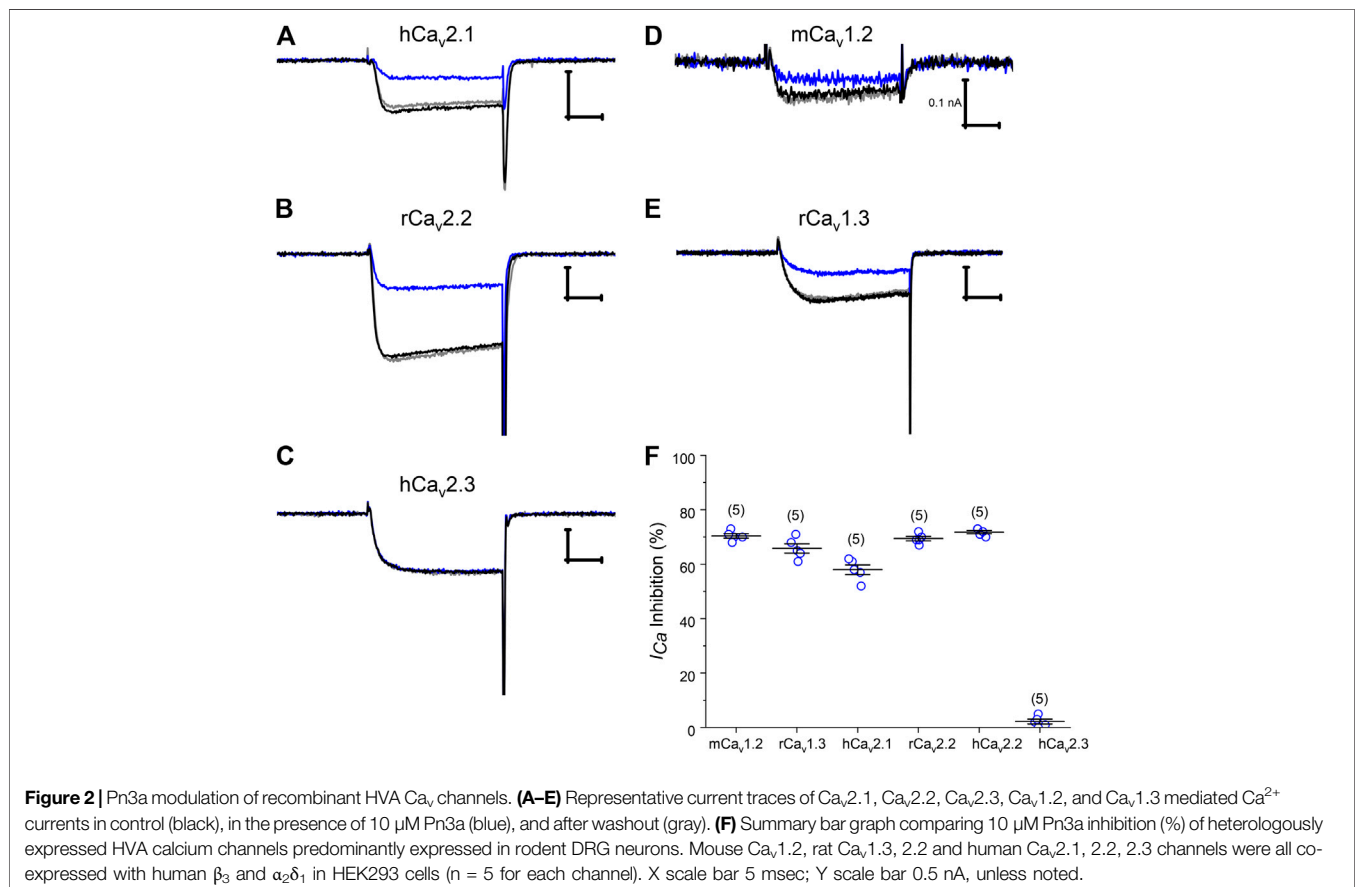 A
hCaᵥ2.1
D
mCaᵥ1.2
0.1 nA
B
rCaᵥ2.2
E
rCaᵥ1.3
C
hCaᵥ2.3
F
I_Ca Inhibition (%)
100
80
60
40
20
0
(5)
(5)
(5)
(5)
(5)
(5)
mCaᵥ1.2
rCaᵥ1.3
hCaᵥ2.1
rCaᵥ2.2
hCaᵥ2.2
hCaᵥ2.3
Figure 2 | Pn3a modulation of recombinant HVA Caᵥ channels. (A–E) Representative current traces of Caᵥ2.1, Caᵥ2.2, Caᵥ2.3, Caᵥ1.2, and Caᵥ1.3 mediated Ca²⁺
currents in control (black), in the presence of 10 µM Pn3a (blue), and after washout (gray). (F) Summary bar graph comparing 10 µM Pn3a inhibition (%) of heterologously
expressed HVA calcium channels predominantly expressed in rodent DRG neurons. Mouse Caᵥ1.2, rat Caᵥ1.3, 2.2 and human Caᵥ2.1, 2.2, 2.3 channels were all co-
expressed with human β₃ and α₂δ₁ in HEK293 cells (n = 5 for each channel). X scale bar 5 msec; Y scale bar 0.5 nA, unless noted.